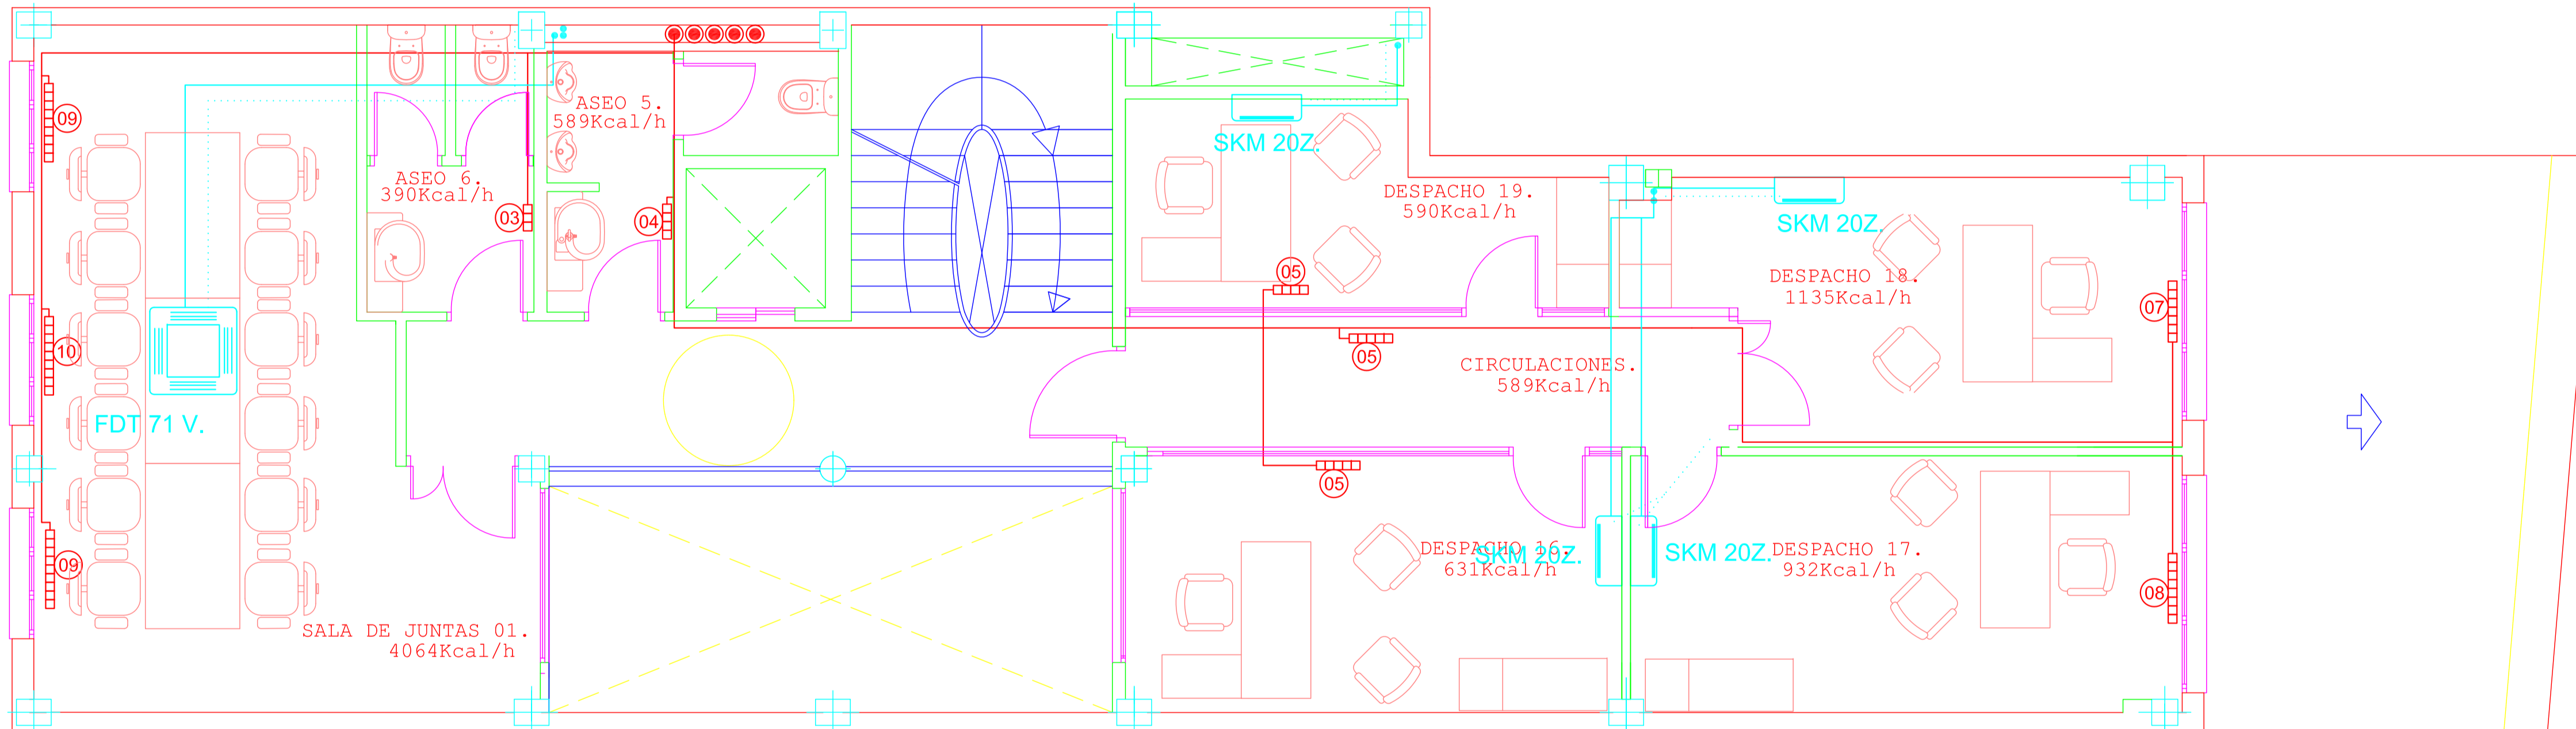 09
ASEO 5.
589Kcal/h
ASEO 6.
390Kcal/h
03
04
SKM 20Z.
DESPACHO 19.
590Kcal/h
05
SKM 20Z.
DESPACHO 18.
1135Kcal/h
07
10
FDT 71 V.
05
CIRCULACIONES.
589Kcal/h
05
09
SALA DE JUNTAS 01.
4064Kcal/h
DESPACHO 16.
631Kcal/h
SKM 20Z.
SKM 20Z.
DESPACHO 17.
932Kcal/h
08